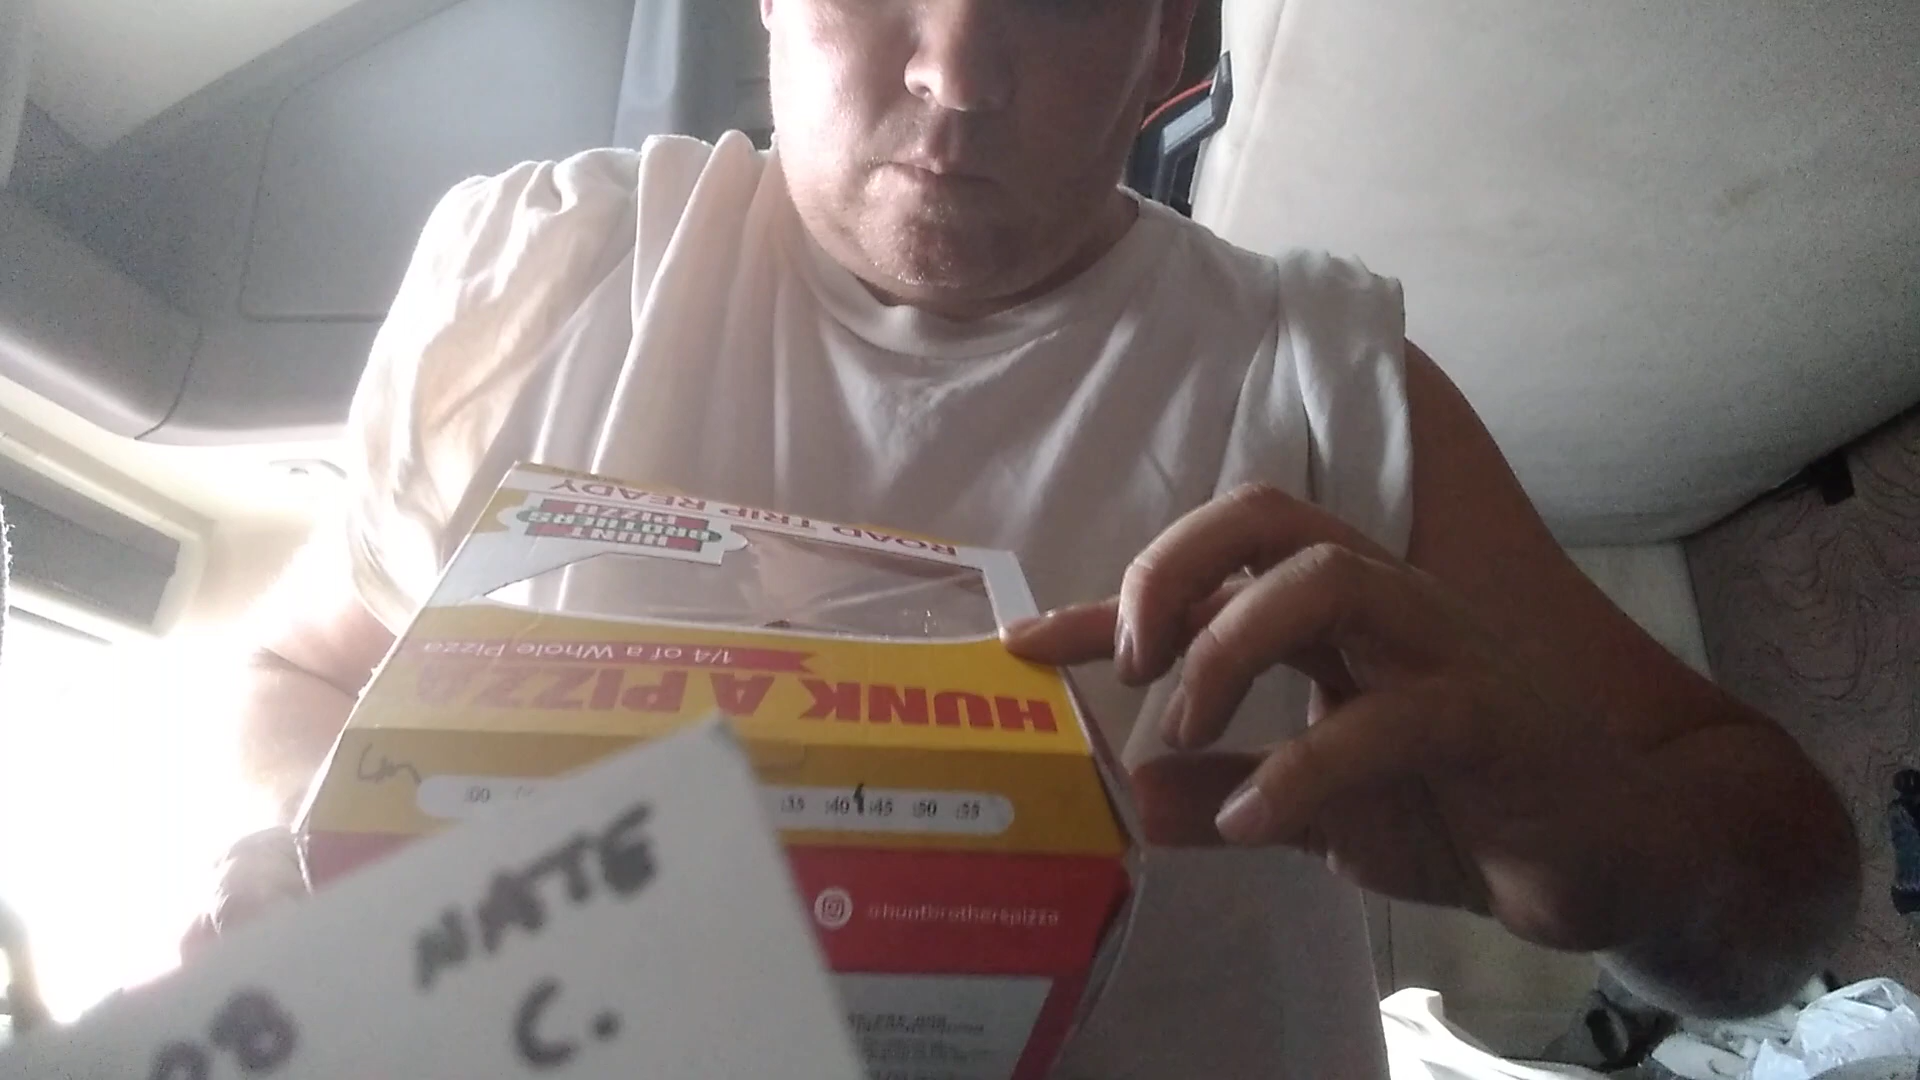 ROAD TRIP READY
HUNT
BROTHERS
PIZZA
1/4 of a Whole Pizza
HUNK A PIZZA
:00 :35 :40 :45 :50 :55
@huntbrotherspizza
NATE
C.